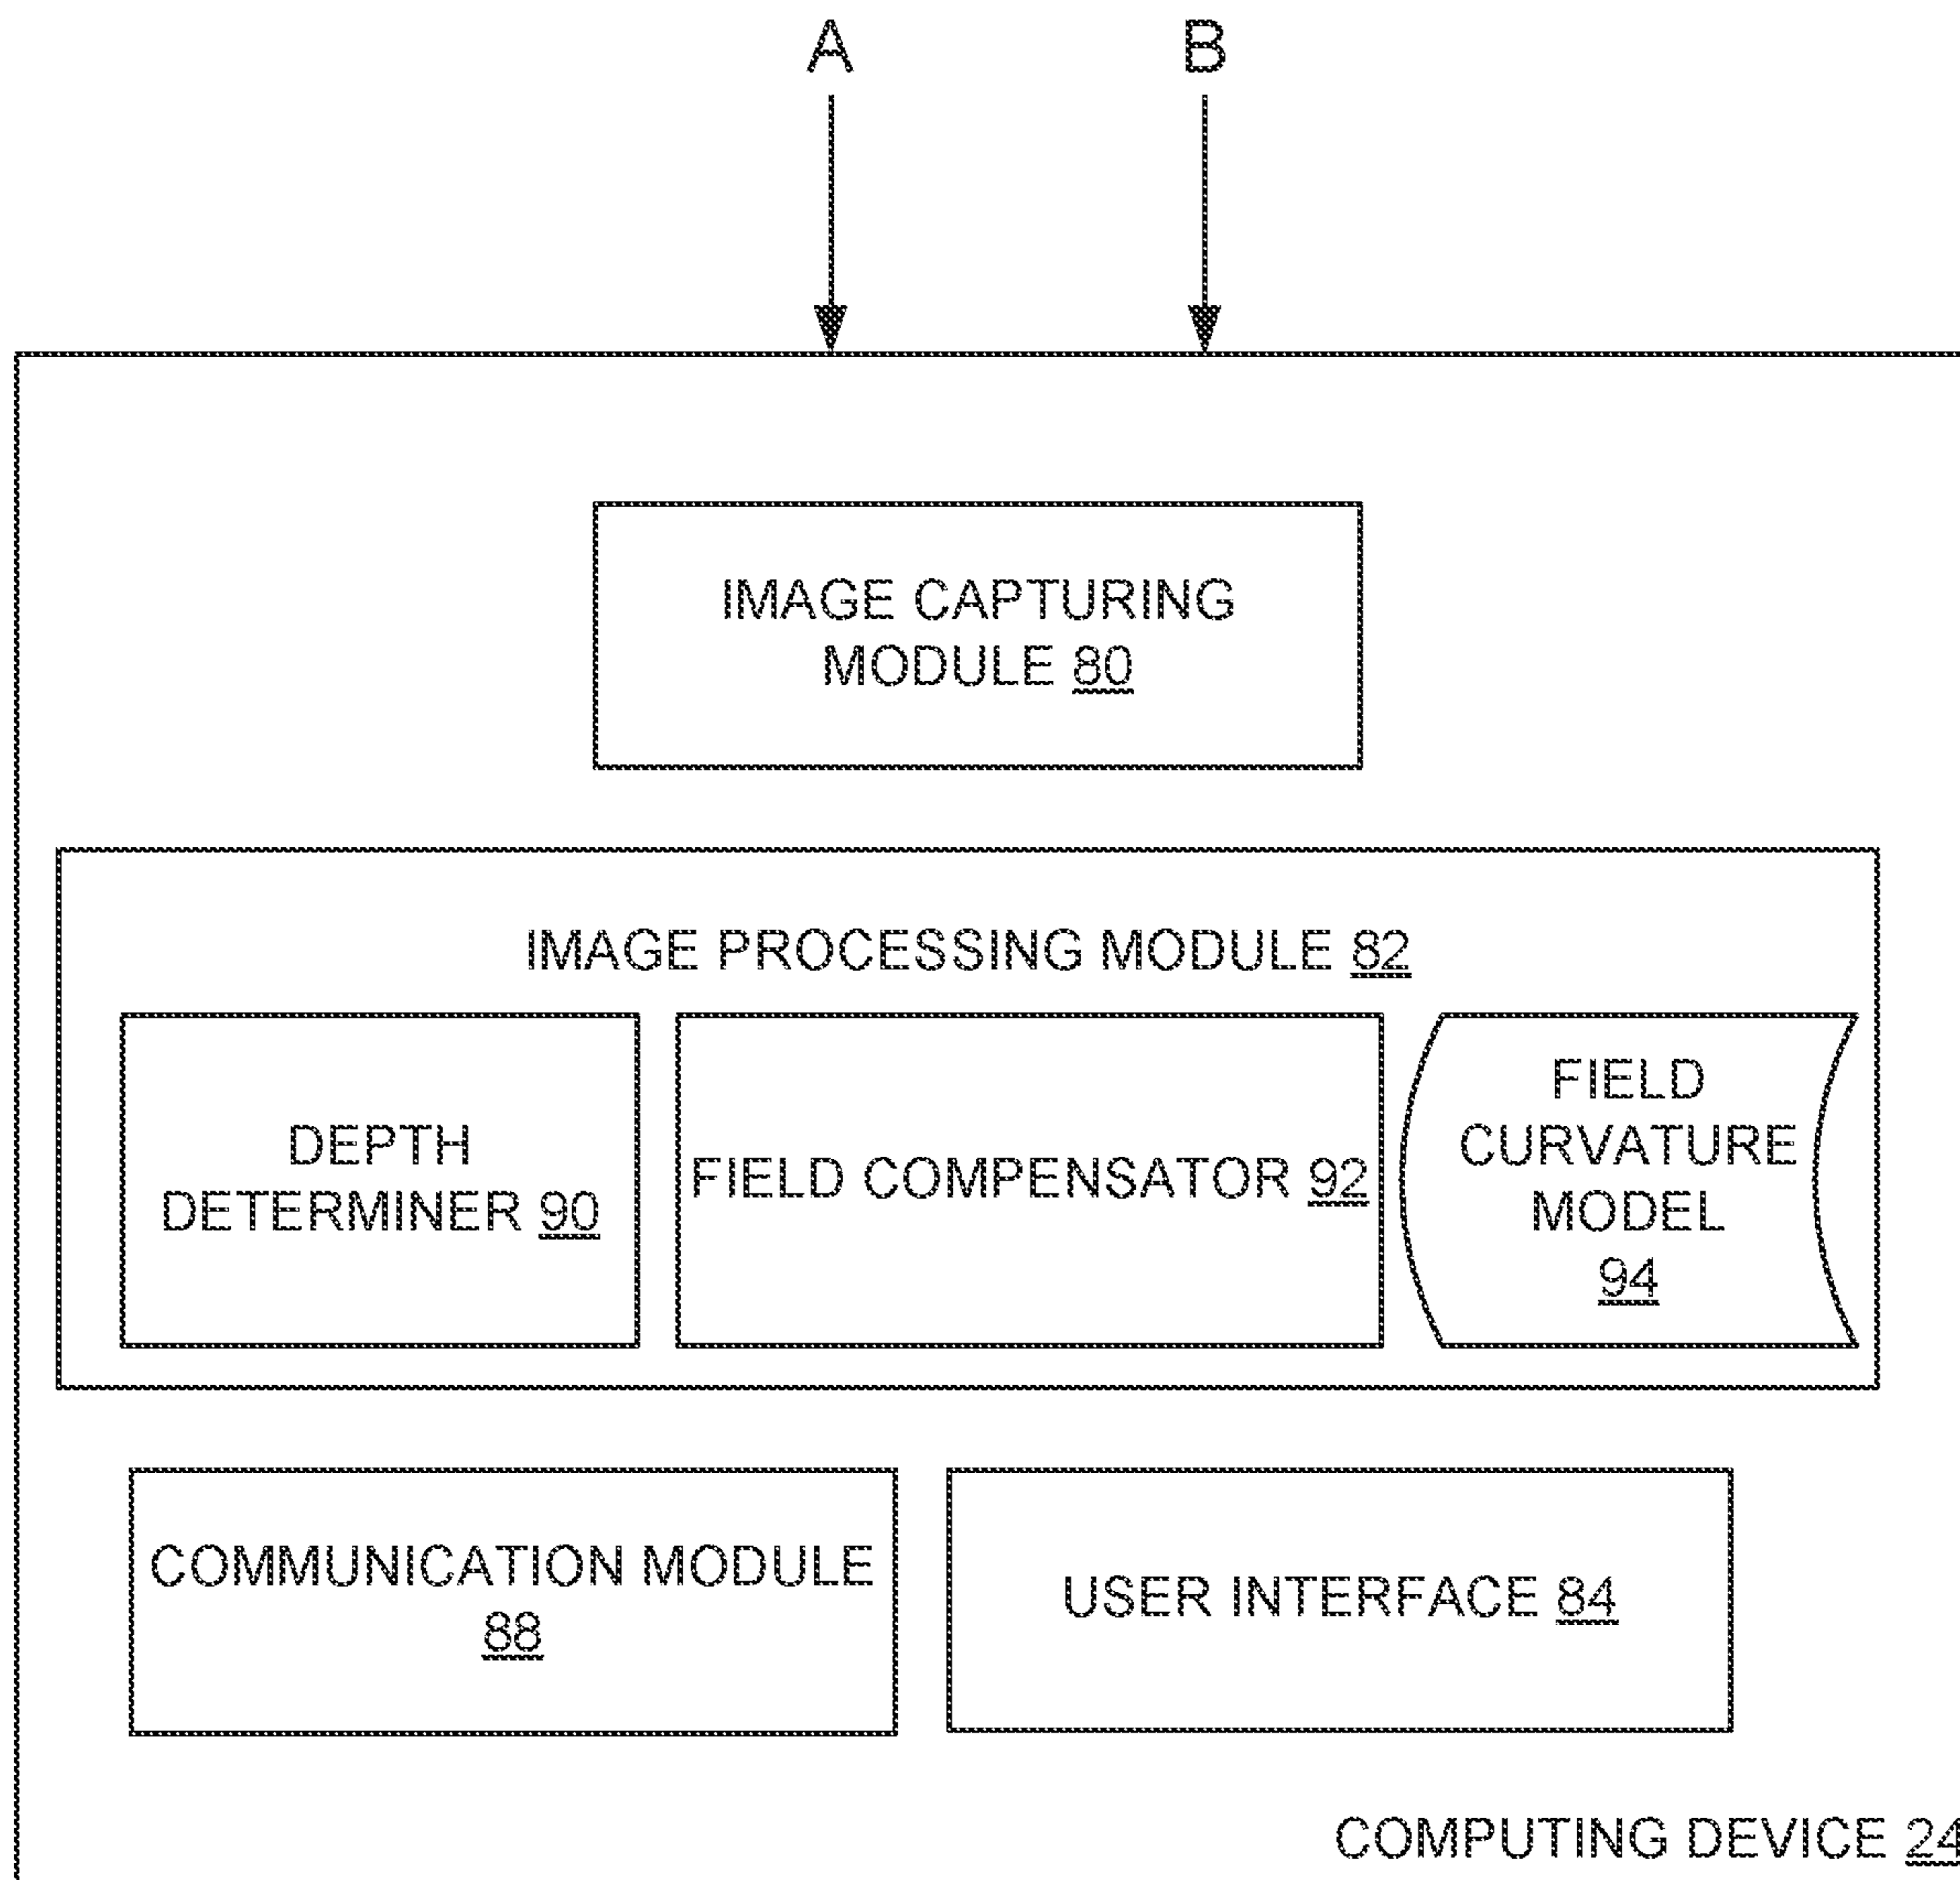 A
B
IMAGE CAPTURING
MODULE 80
IMAGE PROCESSING MODULE 82
DEPTH
DETERMINER 90
FIELD COMPENSATOR 92
FIELD
CURVATURE
MODEL
94
COMMUNICATION MODULE
88
USER INTERFACE 84
COMPUTING DEVICE 24